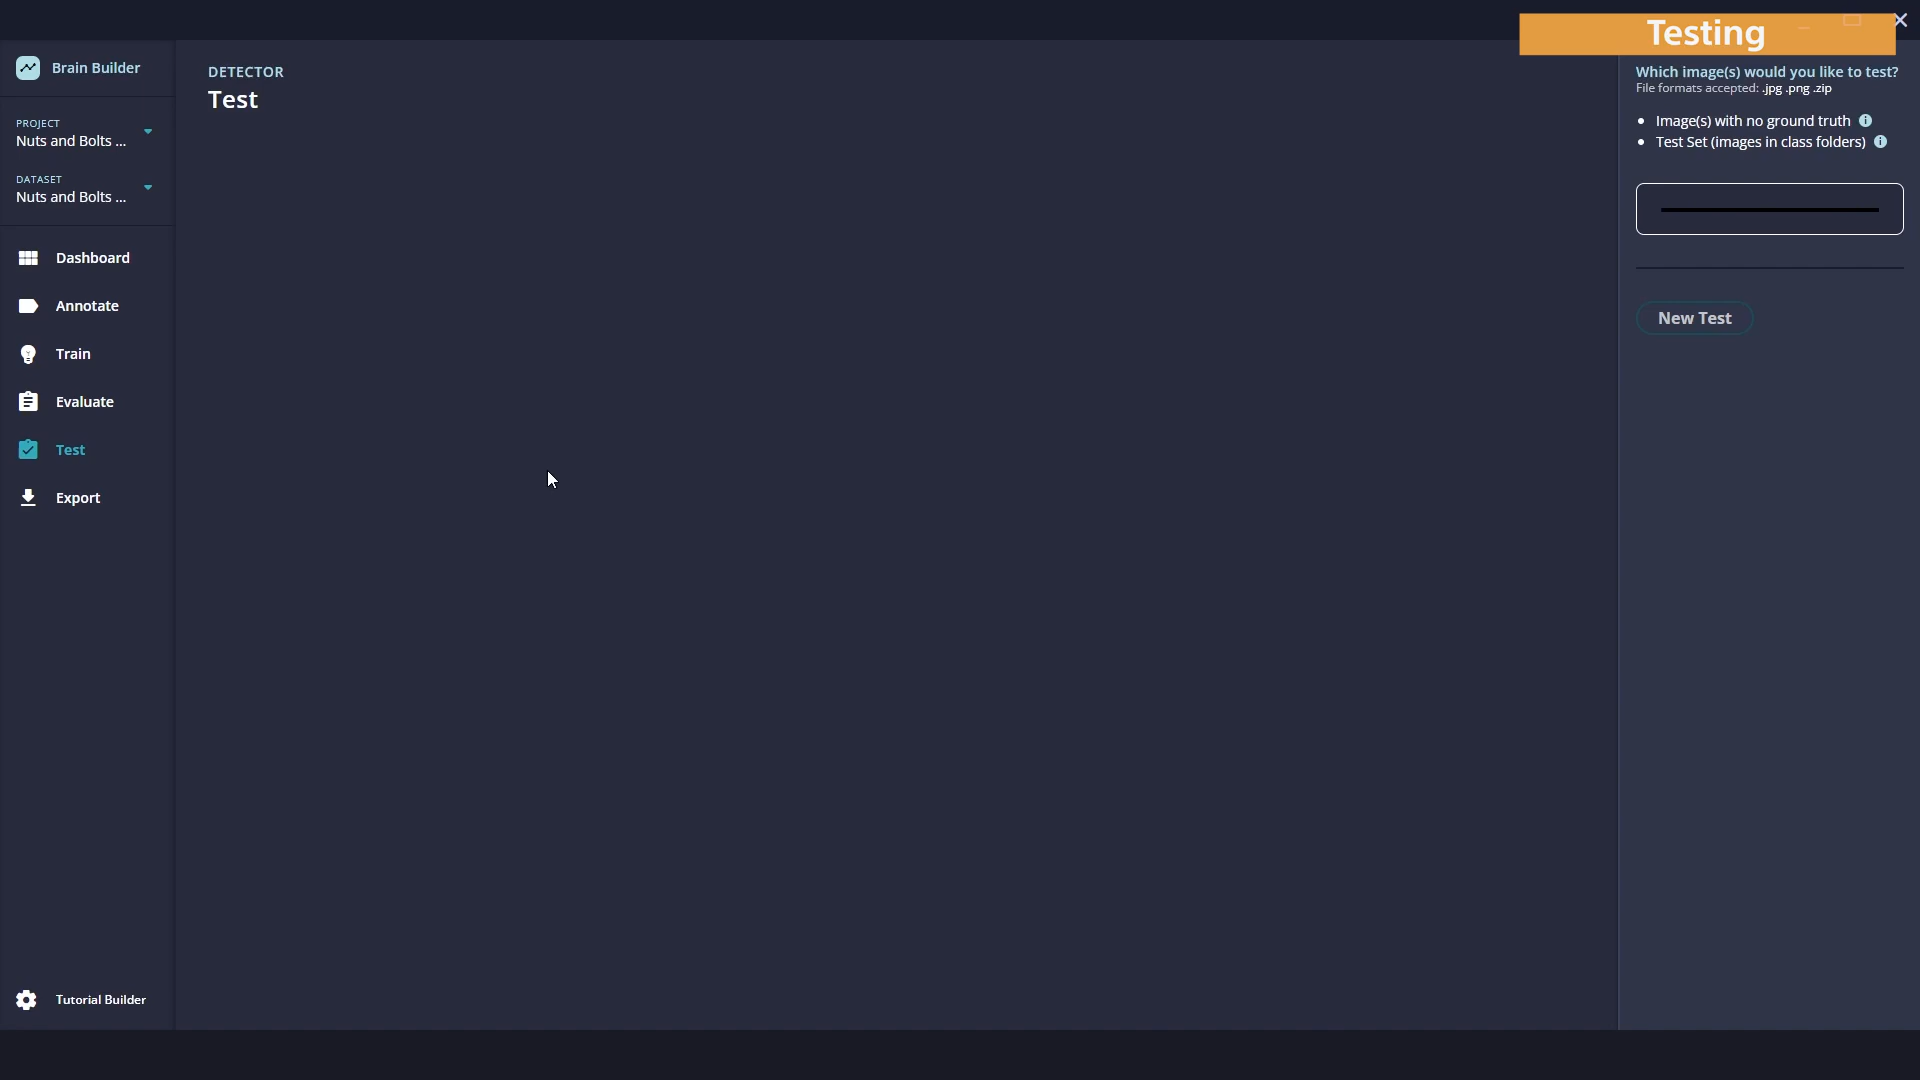 Testing
Brain Builder
PROJECT
Nuts and Bolts ...
DATASET
Nuts and Bolts ...
Dashboard
Annotate
Train
Evaluate
Test
Export
Tutorial Builder
DETECTOR
Test
Which image(s) would you like to test?
File formats accepted: .jpg .png .zip
Image(s) with no ground truth
Test Set (images in class folders)
New Test